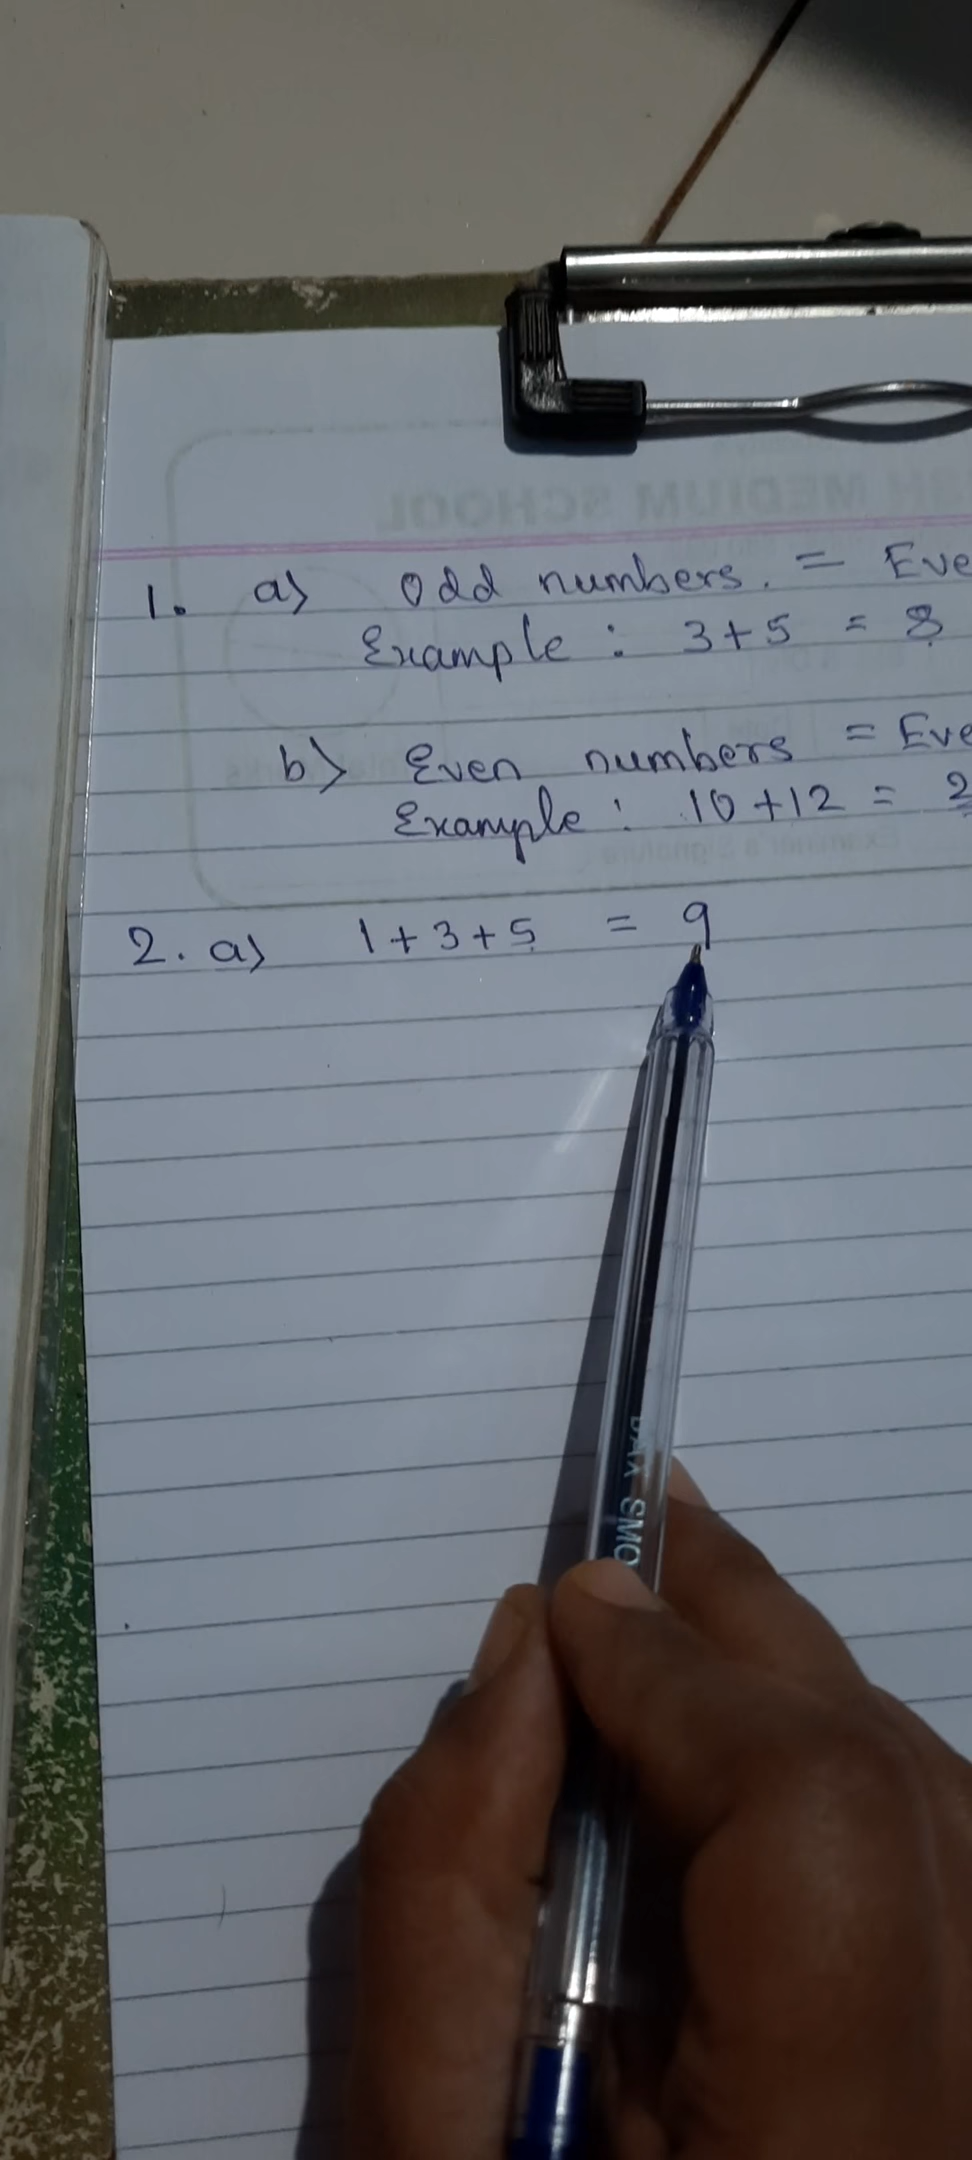 1. a) Odd numbers. = Eve
Example : 3+5 = 8
b) Even numbers = Eve
Example : 10+12 = 2
2. a) 1+3+5 = 9